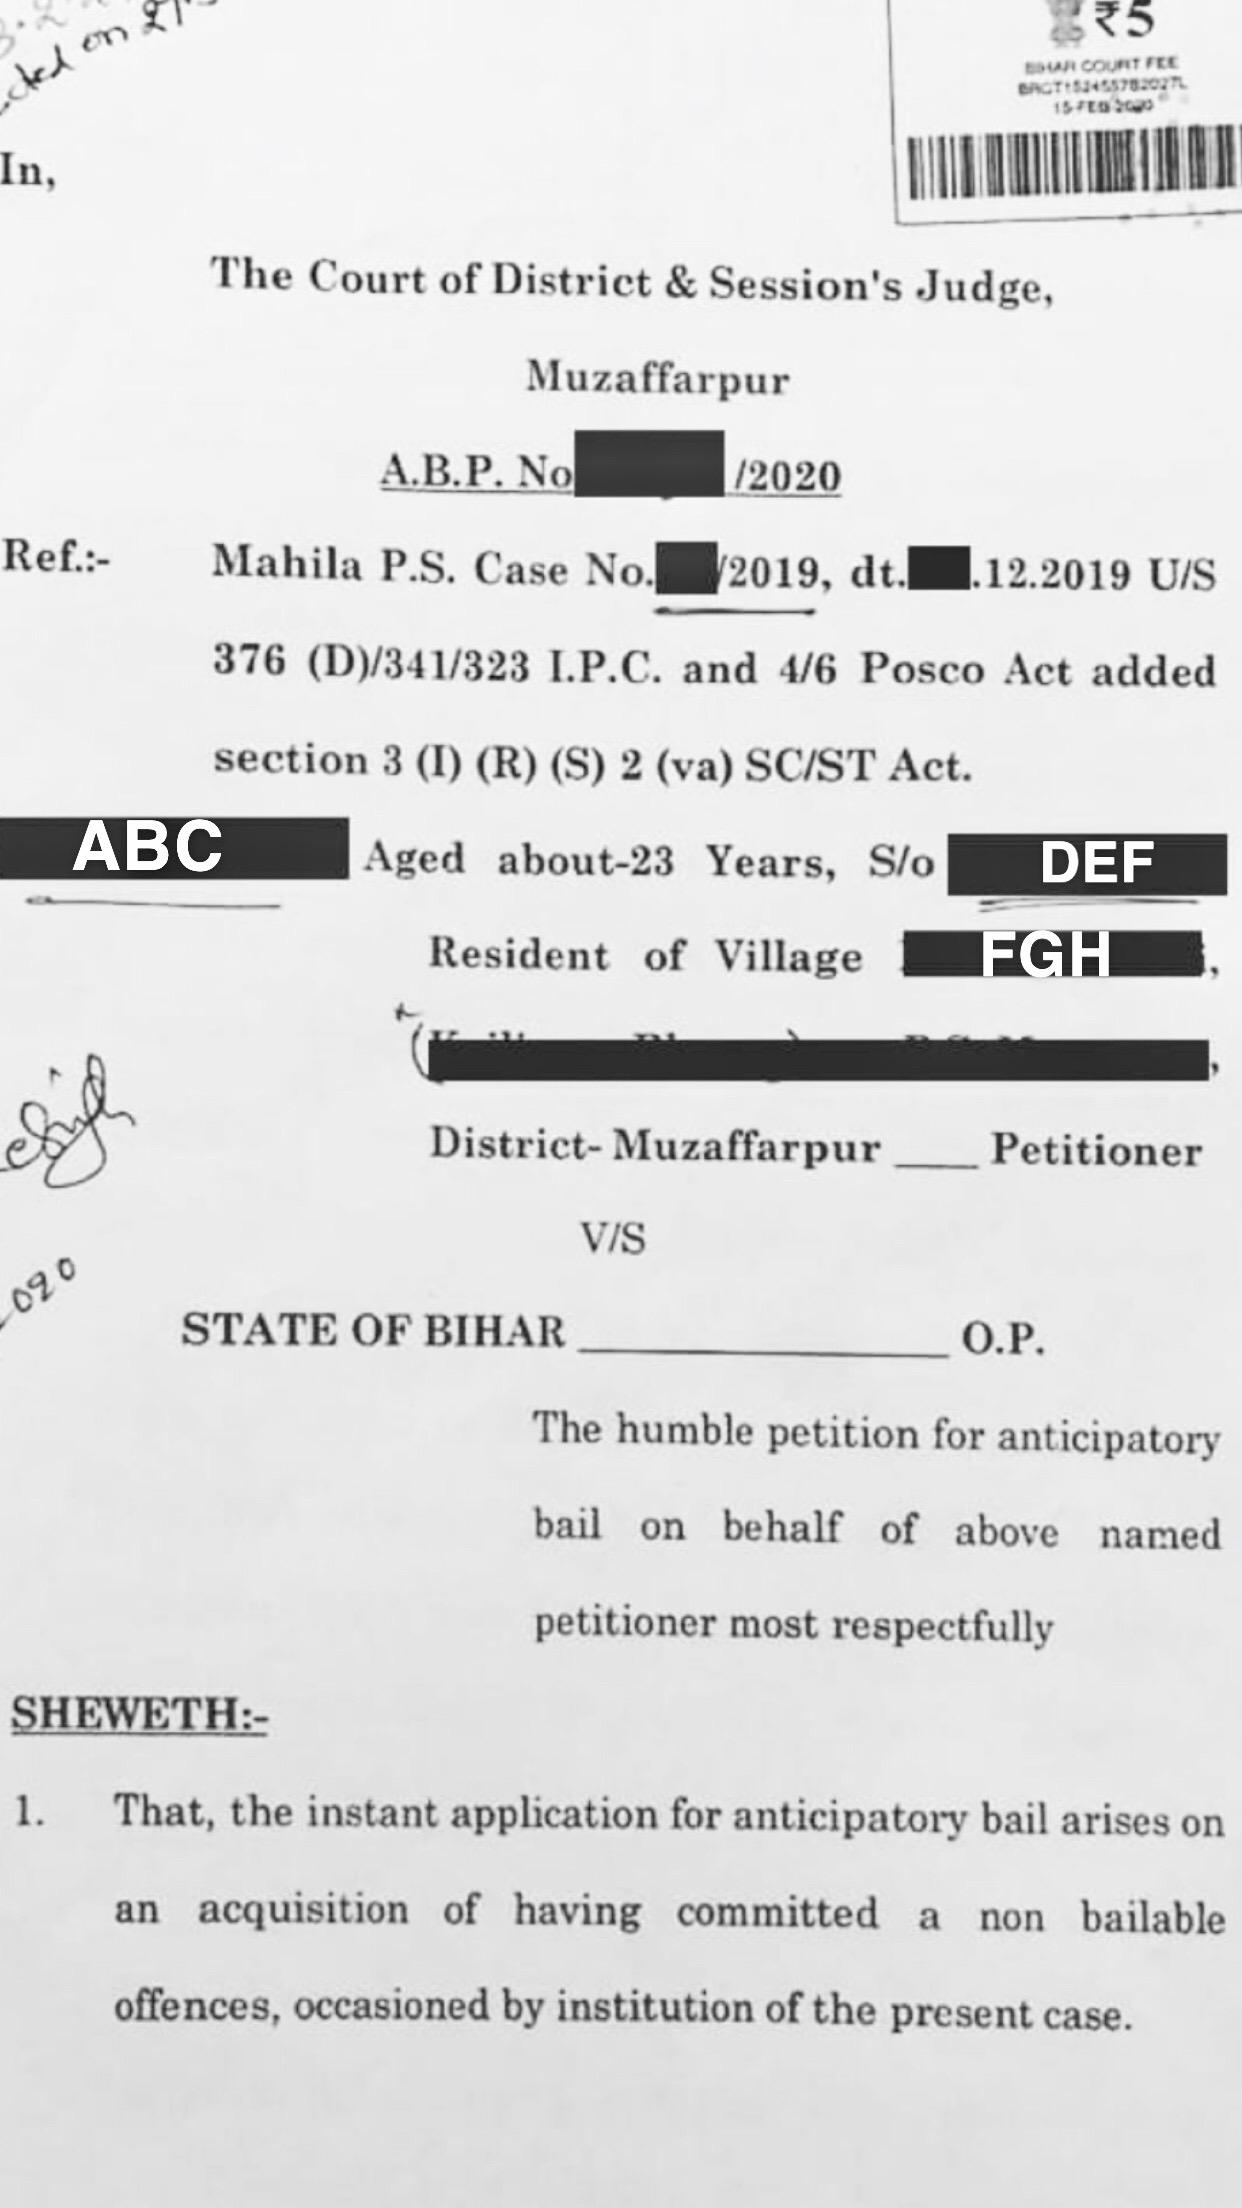 on
₹5
BIHAR COURT FEE
15-FEB 2020
In,
The Court of District & Session's Judge,
Muzaffarpur
A.B.P. No /2020
Ref.:- Mahila P.S. Case No. /2019, dt. .12.2019 U/S
376 (D)/341/323 I.P.C. and 4/6 Posco Act added
section 3 (I) (R) (S) 2 (va) SC/ST Act.
ABC Aged about-23 Years, S/o DEF
Resident of Village FGH ,
District- Muzaffarpur ___ Petitioner
V/S
STATE OF BIHAR ____________ O.P.
The humble petition for anticipatory
bail on behalf of above named
petitioner most respectfully
SHEWETH:-
1. That, the instant application for anticipatory bail arises on
an acquisition of having committed a non bailable
offences, occasioned by institution of the present case.